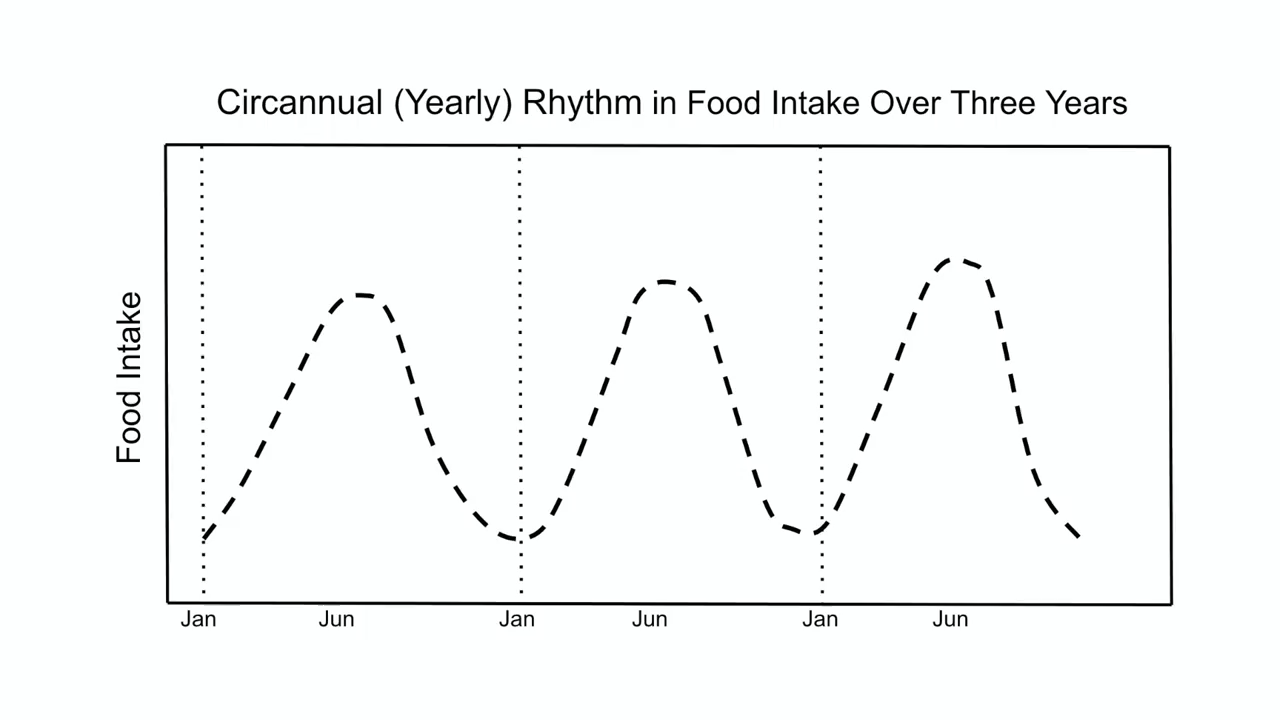 Circannual (Yearly) Rhythm in Food Intake Over Three Years
Food Intake
Jan Jun Jan Jun Jan Jun